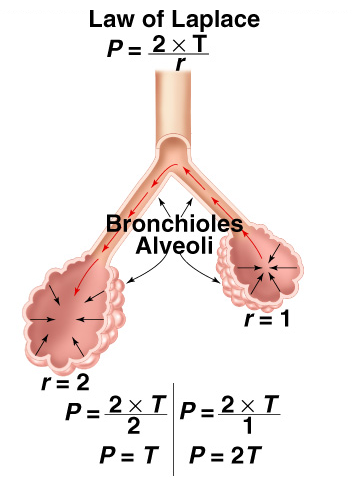 Law of Laplace
P = 2 × T / r
Bronchioles
Alveoli
r = 1
r = 2
P = 2 × T / 2
P = T
P = 2 × T / 1
P = 2T